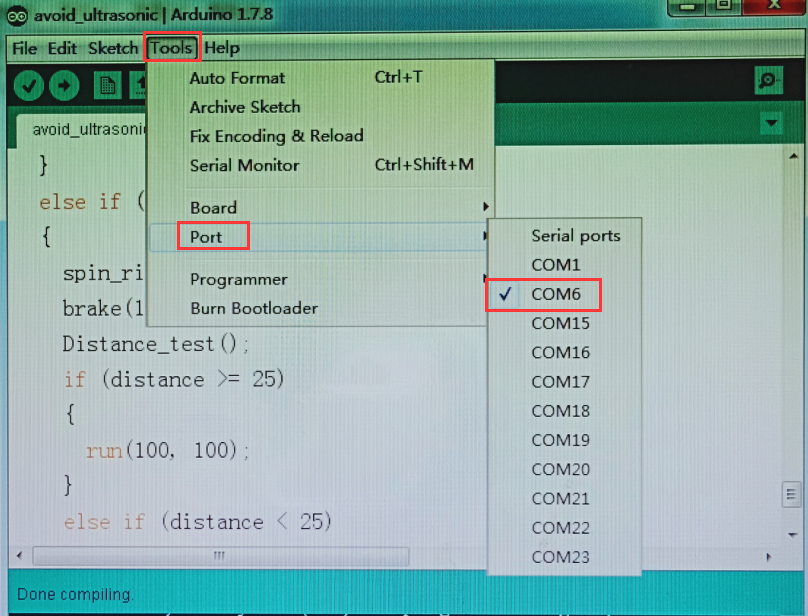 avoid_ultrasonic | Arduino 1.7.8
File Edit Sketch Tools Help
Auto Format Ctrl+T
Archive Sketch
Fix Encoding & Reload
Serial Monitor Ctrl+Shift+M
Board
Port
Programmer
Burn Bootloader
Serial ports
COM1
COM6
COM15
COM16
COM17
COM18
COM19
COM20
COM21
COM22
COM23
avoid_ultrasonic
}
else if (
{
spin_ri
brake(1
Distance_test();
if (distance >= 25)
{
run(100, 100);
}
else if (distance < 25)
Done compiling.